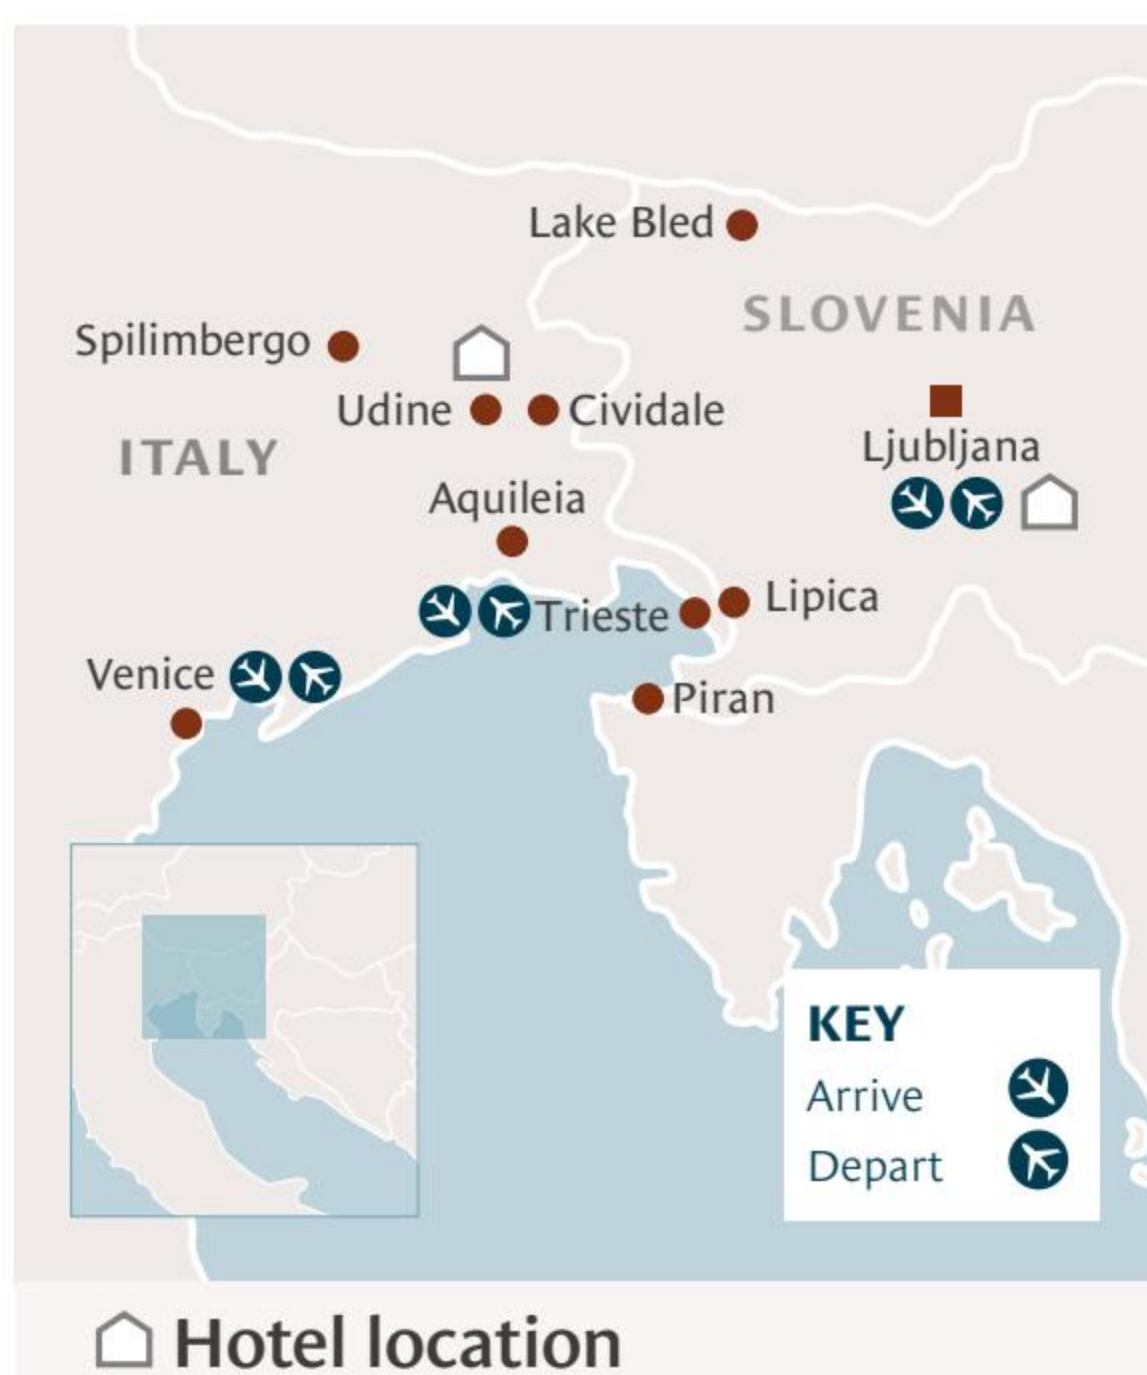 Lake Bled
SLOVENIA
Spilimbergo
Udine
Cividale
ITALY
Ljubljana
Aquileia
Lipica
Trieste
Venice
Piran
KEY
Arrive
Depart
Hotel location